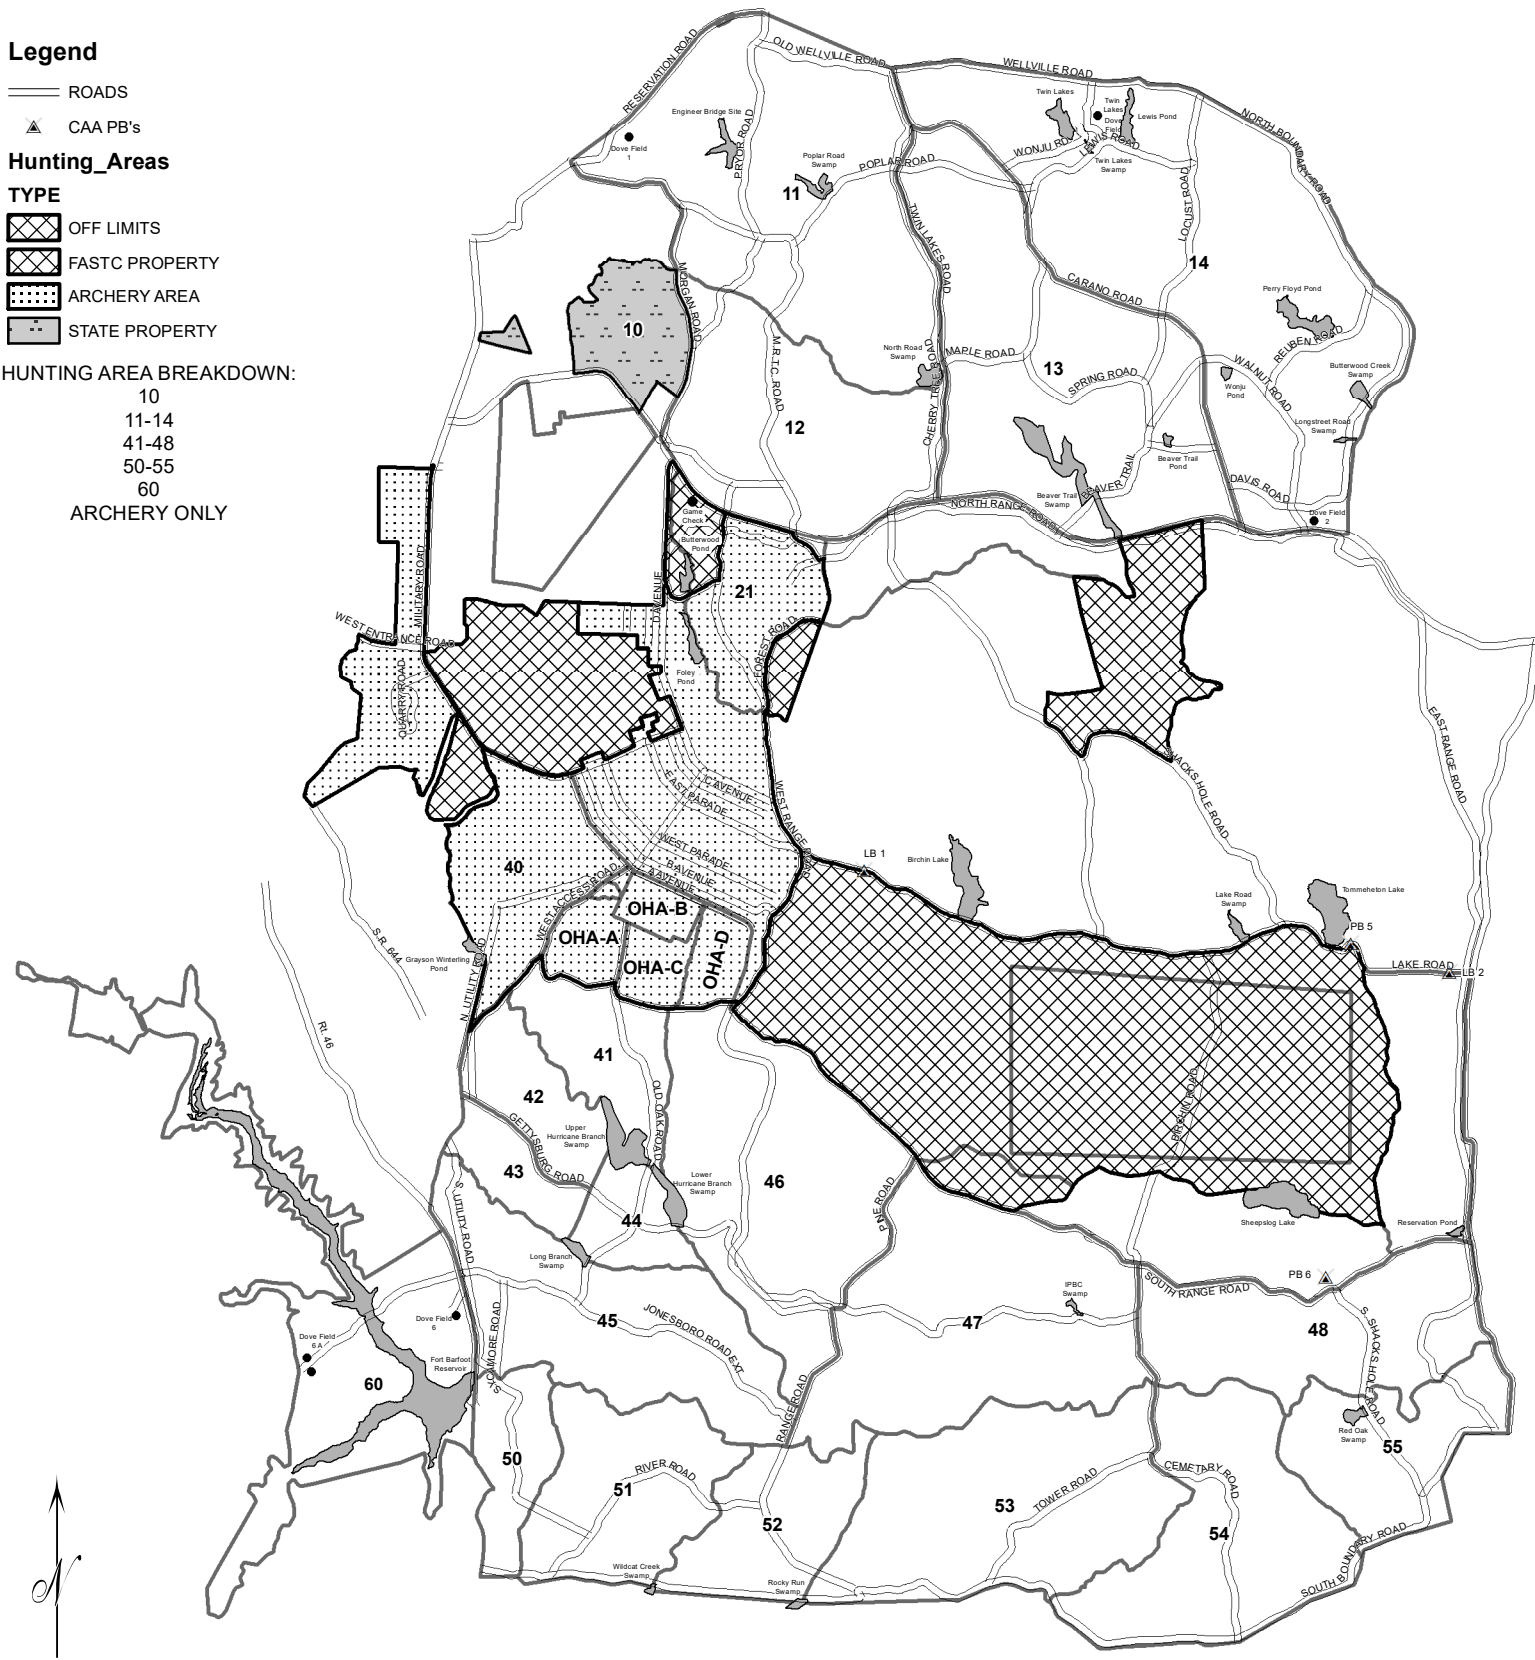 Legend
ROADS
CAA PB's
Hunting_Areas
TYPE
OFF LIMITS
FASTC PROPERTY
ARCHERY AREA
STATE PROPERTY
HUNTING AREA BREAKDOWN:
10
11-14
41-48
50-55
60
ARCHERY ONLY
RESERVATION ROAD
OLD WELLVILLE ROAD
WELLVILLE ROAD
NORTH BOUNDARY ROAD
Engineer Bridge Site
Dove Field
1
PRYOR ROAD
Poplar Road
Swamp
11
POPLAR ROAD
Twin Lakes
Twin
Lakes
Dove
Field
Lewis Pond
WONJU RD
LEWIS ROAD
Twin Lakes
Swamp
LOCUST ROAD
14
TWIN LAKES ROAD
CARANO ROAD
Perry Floyd Pond
REUBEN ROAD
MORGAN ROAD
10
M.R.T.C. ROAD
North Road
Swamp
MAPLE ROAD
13
SPRING ROAD
WALNUT ROAD
Wonju
Pond
Butterwood Creek
Swamp
Longstreet Road
Swamp
CHERRY TREE ROAD
12
Beaver Trail
Pond
BEAVER TRAIL
Beaver Trail
Swamp
DAVIS ROAD
Dove Field
2
NORTH RANGE ROAD
Game
Check
Butterwood
Pond
MILITARY ROAD
D AVENUE
21
WEST ENTRANCE ROAD
QUARRY ROAD
FOREST ROAD
Foley
Pond
EAST RANGE ROAD
SHACKS HOLE ROAD
C AVENUE
EAST PARADE
WEST RANGE ROAD
WEST PARADE
B AVENUE
A AVENUE
LB 1
Birchin Lake
40
WEST ACCESS ROAD
OHA-B
OHA-A
OHA-C
OHA-D
Lake Road
Swamp
Tommeheton Lake
PB 5
LAKE ROAD
LB 2
S.R. 644
Grayson Winterling
Pond
N. UTILITY ROAD
Rt. 46
41
42
OLD OAK ROAD
BIRCHIN ROAD
GETTYSBURG ROAD
Upper
Hurricane Branch
Swamp
43
Lower
Hurricane Branch
Swamp
46
PINE ROAD
S. UTILITY ROAD
44
Long Branch
Swamp
Sheepslog Lake
Reservation Pond
PB 6
SOUTH RANGE ROAD
IPBC
Swamp
Dove Field
6
Dove Field
6 A
SYCAMORE ROAD
45
JONESBORO ROAD EXT
47
48
S. SHACKS HOLE ROAD
Fort Barfoot
Reservoir
60
RANGE ROAD
Red Oak
Swamp
55
50
51
RIVER ROAD
52
53
TOWER ROAD
CEMETARY ROAD
54
SOUTH BOUNDARY ROAD
Wildcat Creek
Swamp
Rocky Run
Swamp
N